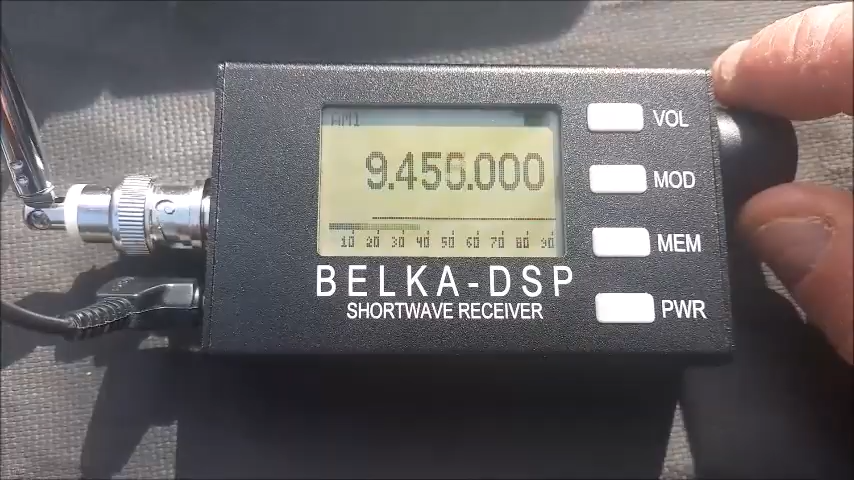 AM1
9.455.000
10 20 30 40 50 60 70 80 90
BELKA-DSP
SHORTWAVE RECEIVER
VOL
MOD
MEM
PWR